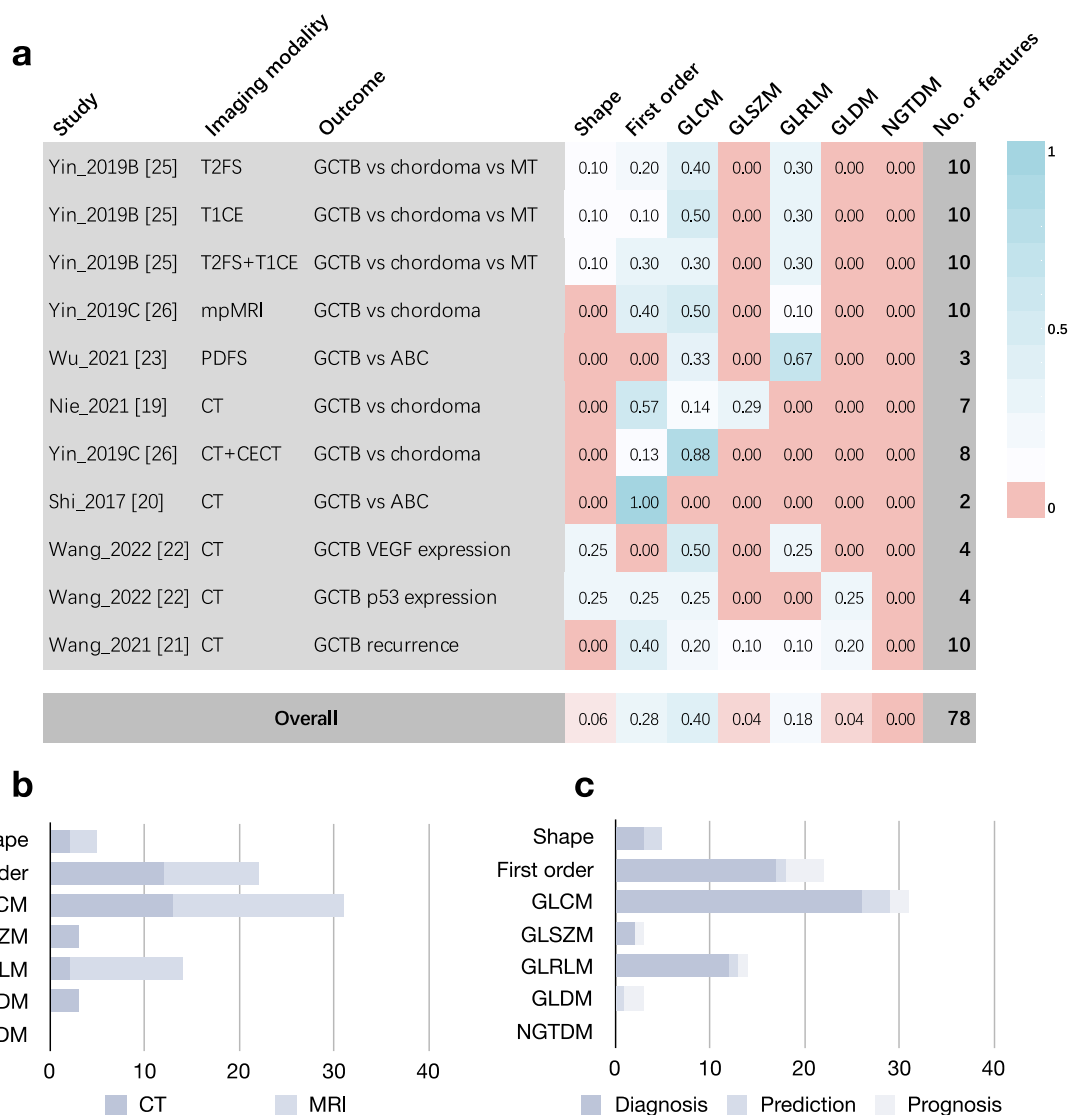 a
Study Imaging modality Outcome Shape First order GLCM GLSZM GLRLM GLDM NGTDM No. of features
Yin_2019B [25] T2FS GCTB vs chordoma vs MT 0.10 0.20 0.40 0.00 0.30 0.00 0.00 10
Yin_2019B [25] T1CE GCTB vs chordoma vs MT 0.10 0.10 0.50 0.00 0.30 0.00 0.00 10
Yin_2019B [25] T2FS+T1CE GCTB vs chordoma vs MT 0.10 0.30 0.30 0.00 0.30 0.00 0.00 10
Yin_2019C [26] mpMRI GCTB vs chordoma 0.00 0.40 0.50 0.00 0.10 0.00 0.00 10
Wu_2021 [23] PDFS GCTB vs ABC 0.00 0.00 0.33 0.00 0.67 0.00 0.00 3
Nie_2021 [19] CT GCTB vs chordoma 0.00 0.57 0.14 0.29 0.00 0.00 0.00 7
Yin_2019C [26] CT+CECT GCTB vs chordoma 0.00 0.13 0.88 0.00 0.00 0.00 0.00 8
Shi_2017 [20] CT GCTB vs ABC 0.00 1.00 0.00 0.00 0.00 0.00 0.00 2
Wang_2022 [22] CT GCTB VEGF expression 0.25 0.00 0.50 0.00 0.25 0.00 0.00 4
Wang_2022 [22] CT GCTB p53 expression 0.25 0.25 0.25 0.00 0.00 0.25 0.00 4
Wang_2021 [21] CT GCTB recurrence 0.00 0.40 0.20 0.10 0.10 0.20 0.00 10
Overall 0.06 0.28 0.40 0.04 0.18 0.04 0.00 78
1
0.5
0
b
ape
der
CM
ZM
LM
DM
DM
0 10 20 30 40
CT MRI
c
Shape
First order
GLCM
GLSZM
GLRLM
GLDM
NGTDM
0 10 20 30 40
Diagnosis Prediction Prognosis